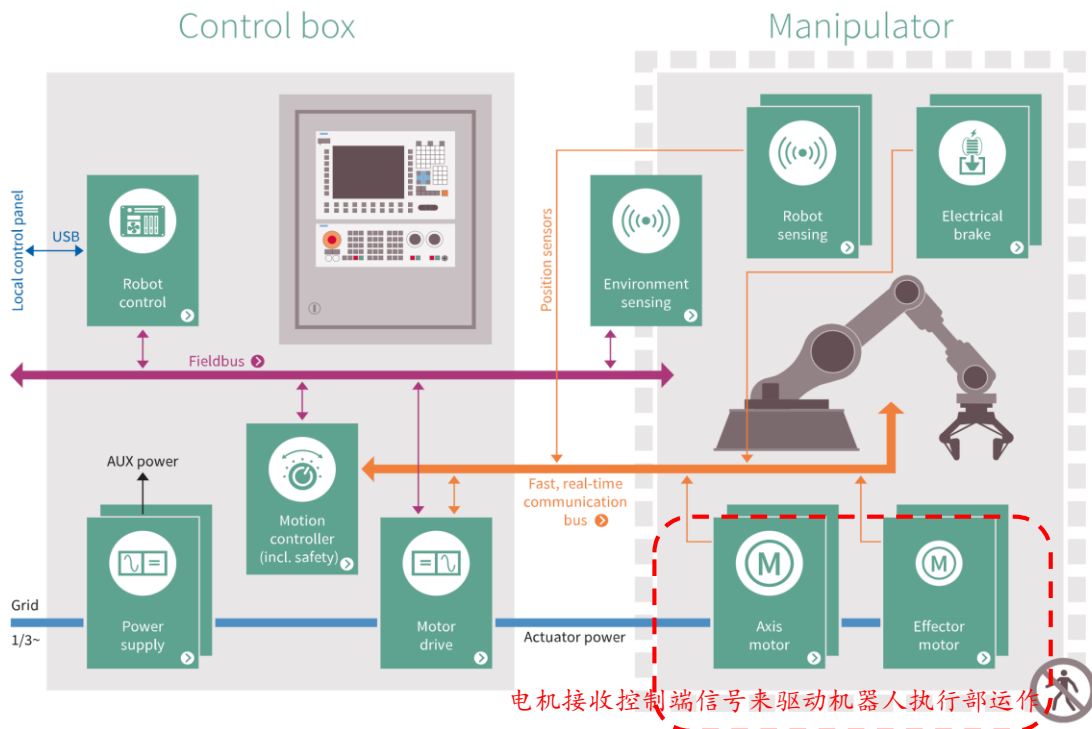 Control box
Manipulator
Local control panel
USB
Robot
control
Position sensors
Environment
sensing
Robot
sensing
Electrical
brake
Fieldbus
AUX power
Motion
controller
(incl. safety)
Fast, real-time
communication
bus
Grid
1/3~
Power
supply
Motor
drive
Actuator power
M
Axis
motor
M
Effector
motor
电机接收控制端信号来驱动机器人执行部运作